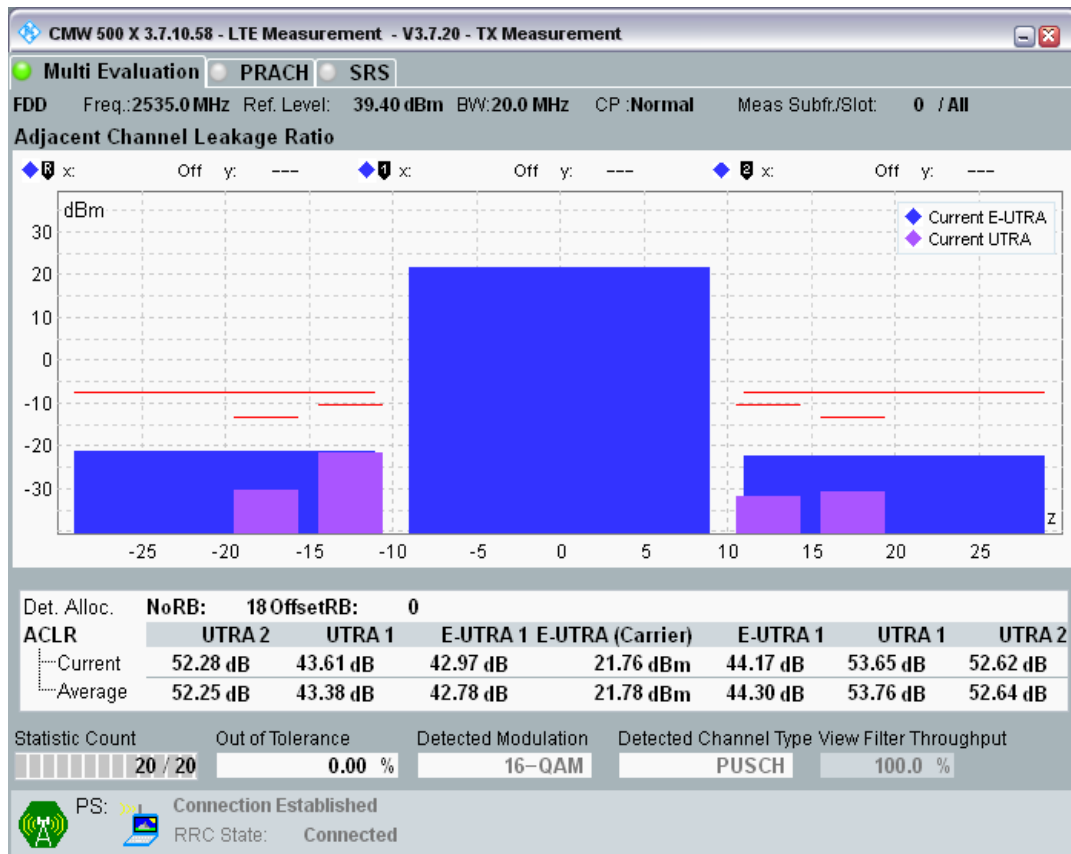 CMW 500 X 3.7.10.58 - LTE Measurement - V3.7.20 - TX Measurement
Multi Evaluation PRACH SRS
FDD Freq.:2535.0 MHz Ref. Level: 39.40 dBm BW:20.0 MHz CP :Normal Meas Subfr./Slot: 0 / All
Adjacent Channel Leakage Ratio
R x: Off y: --- 1 x: Off y: --- 2 x: Off y: ---
dBm
Current E-UTRA
Current UTRA
30
20
10
0
-10
-20
-30
z
-25 -20 -15 -10 -5 0 5 10 15 20 25
Det. Alloc. NoRB: 18 OffsetRB: 0
ACLR UTRA 2 UTRA 1 E-UTRA 1 E-UTRA (Carrier) E-UTRA 1 UTRA 1 UTRA 2
Current 52.28 dB 43.61 dB 42.97 dB 21.76 dBm 44.17 dB 53.65 dB 52.62 dB
Average 52.25 dB 43.38 dB 42.78 dB 21.78 dBm 44.30 dB 53.76 dB 52.64 dB
Statistic Count Out of Tolerance Detected Modulation Detected Channel Type View Filter Throughput
20 / 20 0.00 % 16-QAM PUSCH 100.0 %
PS: Connection Established
RRC State: Connected